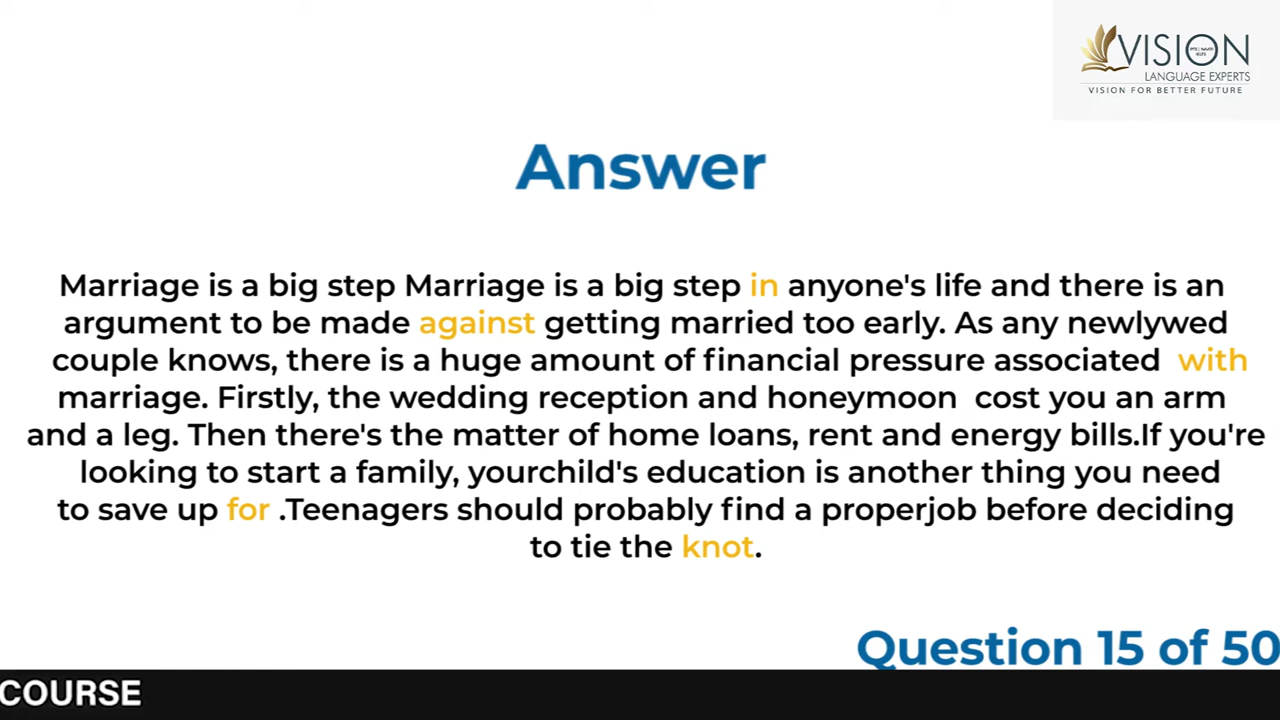 VISION
LANGUAGE EXPERTS
VISION FOR BETTER FUTURE
Answer
Marriage is a big step Marriage is a big step in anyone's life and there is an
argument to be made against getting married too early. As any newlywed
couple knows, there is a huge amount of financial pressure associated with
marriage. Firstly, the wedding reception and honeymoon cost you an arm
and a leg. Then there's the matter of home loans, rent and energy bills.If you're
looking to start a family, yourchild's education is another thing you need
to save up for .Teenagers should probably find a properjob before deciding
to tie the knot.
Question 15 of 50
COURSE